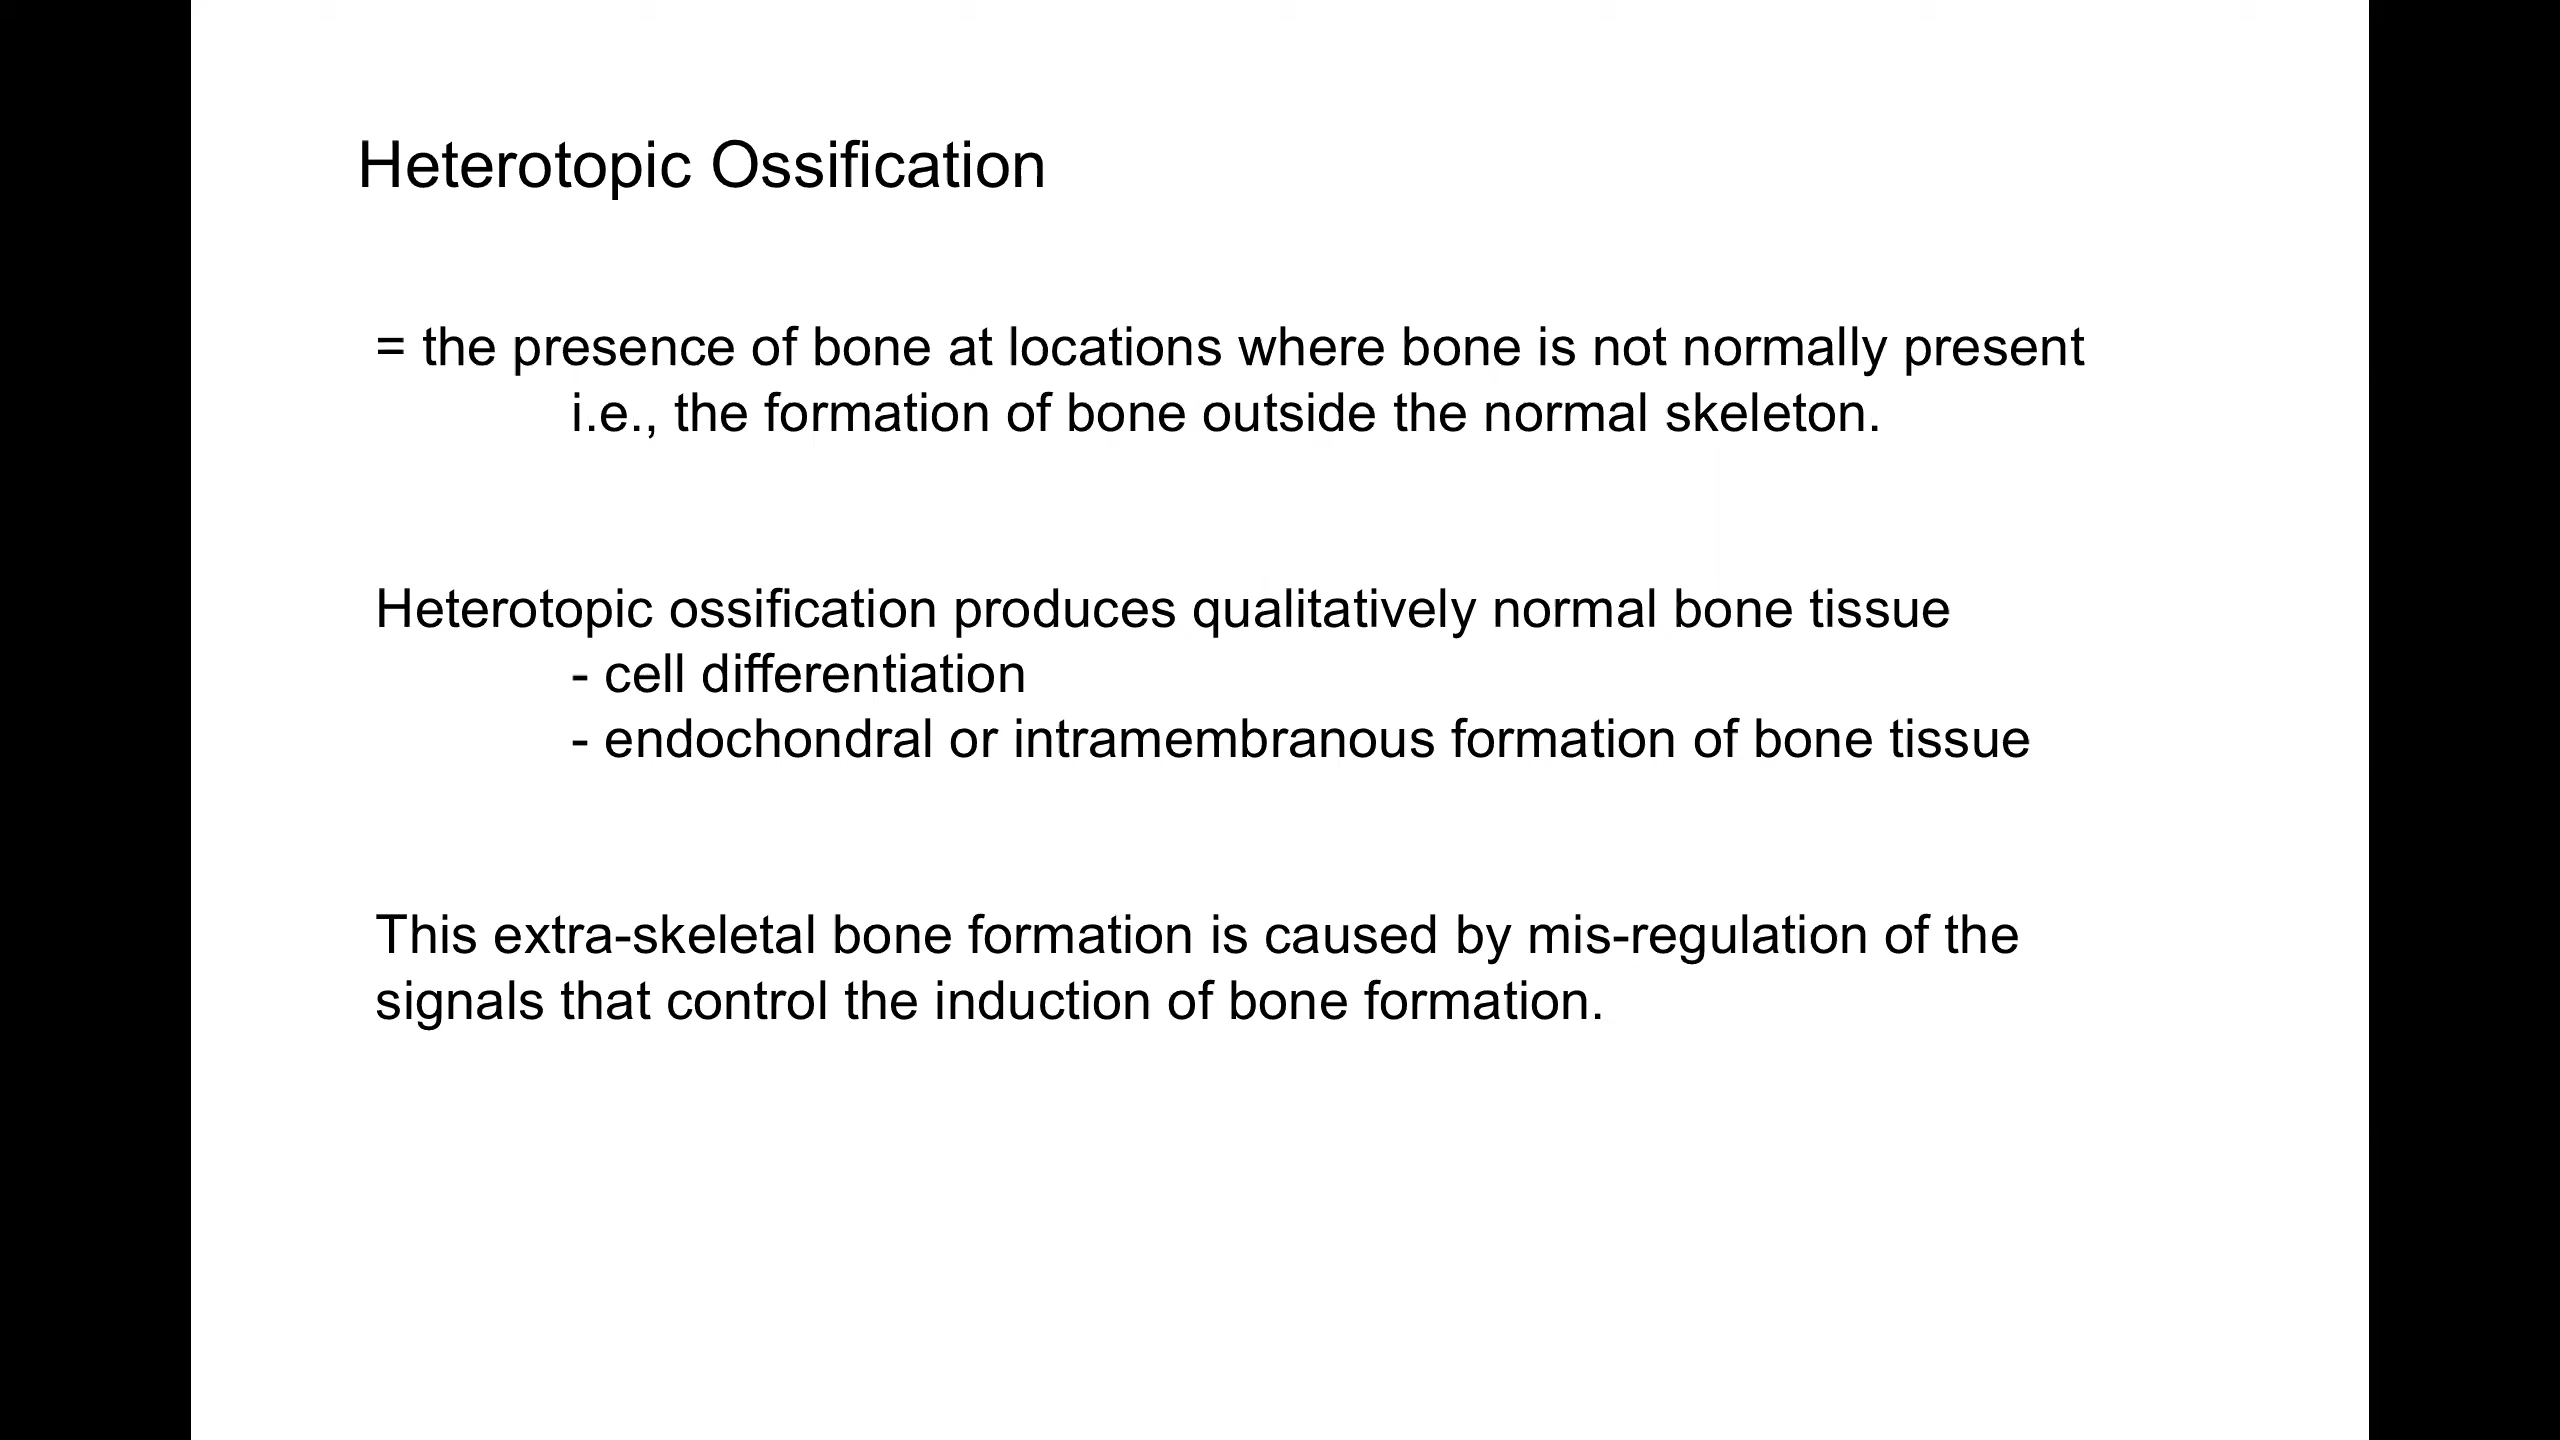 Heterotopic Ossification
= the presence of bone at locations where bone is not normally present
i.e., the formation of bone outside the normal skeleton.
Heterotopic ossification produces qualitatively normal bone tissue
- cell differentiation
- endochondral or intramembranous formation of bone tissue
This extra-skeletal bone formation is caused by mis-regulation of the
signals that control the induction of bone formation.